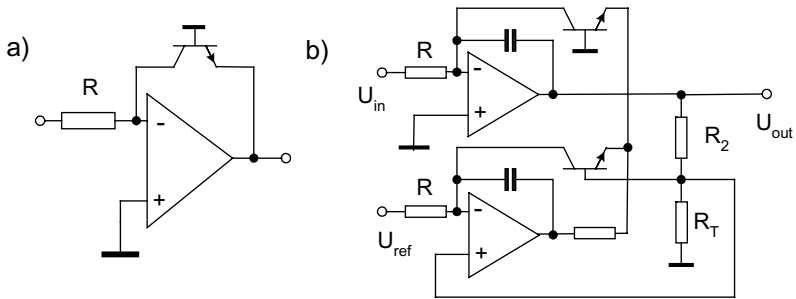 a)
R
-
+
b)
R
U_in
-
+
R_2
U_out
R
U_ref
-
+
R_T